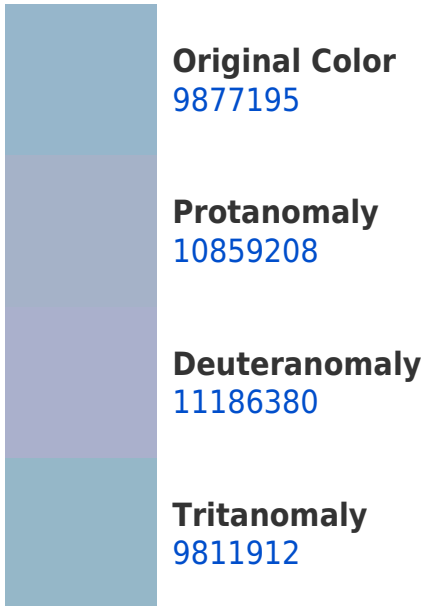 Original Color
9877195
Protanomaly
10859208
Deuteranomaly
11186380
Tritanomaly
9811912